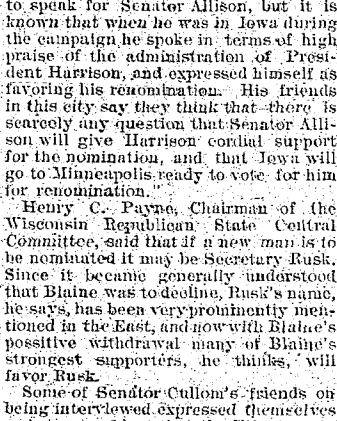 to speak for Senator Allison, but it is
known that when he was in Iowa during
the campaign he spoke in terms of high
praise of the administration of Presi-
dent Harrison, and expressed himself as
favoring his renomination. His friends
in this city say they think that there is
scarcely any question that Senator Alli-
son will give Harrison cordial support
for the nomination, and that Iowa will
go to Minneapolis ready to vote for him
for renomination."
Henry C. Payne, Chairman of the
Wisconsin Republican State Central
Committee, said that if a new man is to
be nominated it may be Secretary Rusk.
Since it became generally understood
that Blaine was to decline, Rusk's name,
he says, has been very prominently men-
tioned in the East, and now with Blaine's
possitive withdrawal many of Blaine's
strongest supporters, he thinks, will
favor Rusk.
Some of Senator Cullom's friends on
being interviewed expressed themselves